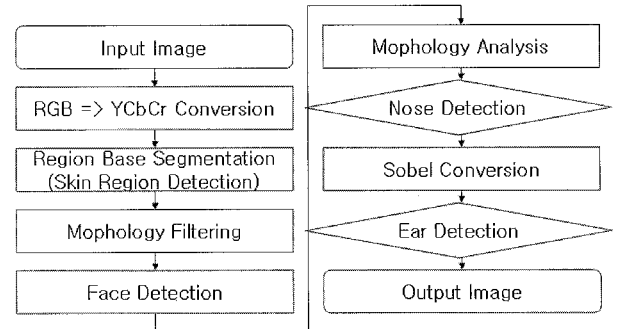 Input Image
RGB => YCbCr Conversion
Region Base Segmentation
(Skin Region Detection)
Mophology Filtering
Face Detection
Mophology Analysis
Nose Detection
Sobel Conversion
Ear Detection
Output Image